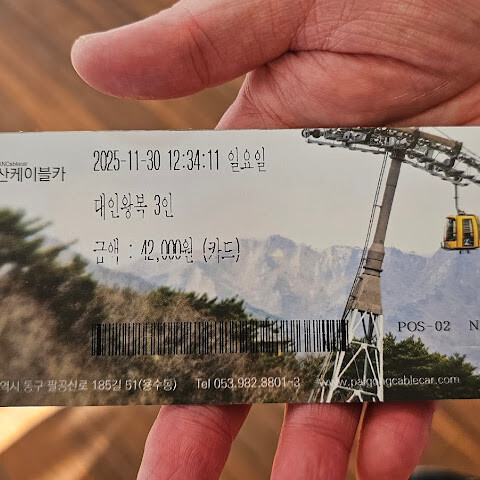 산케이블카
2025-11-30 12:34:11 일요일
대인왕복 3인
금액 : 42,000원 (카드)
POS-02 N
역시 동구 팔공산로 185길 51(용수동) Tel 053.982.8801~3 www.palgongcablecar.com